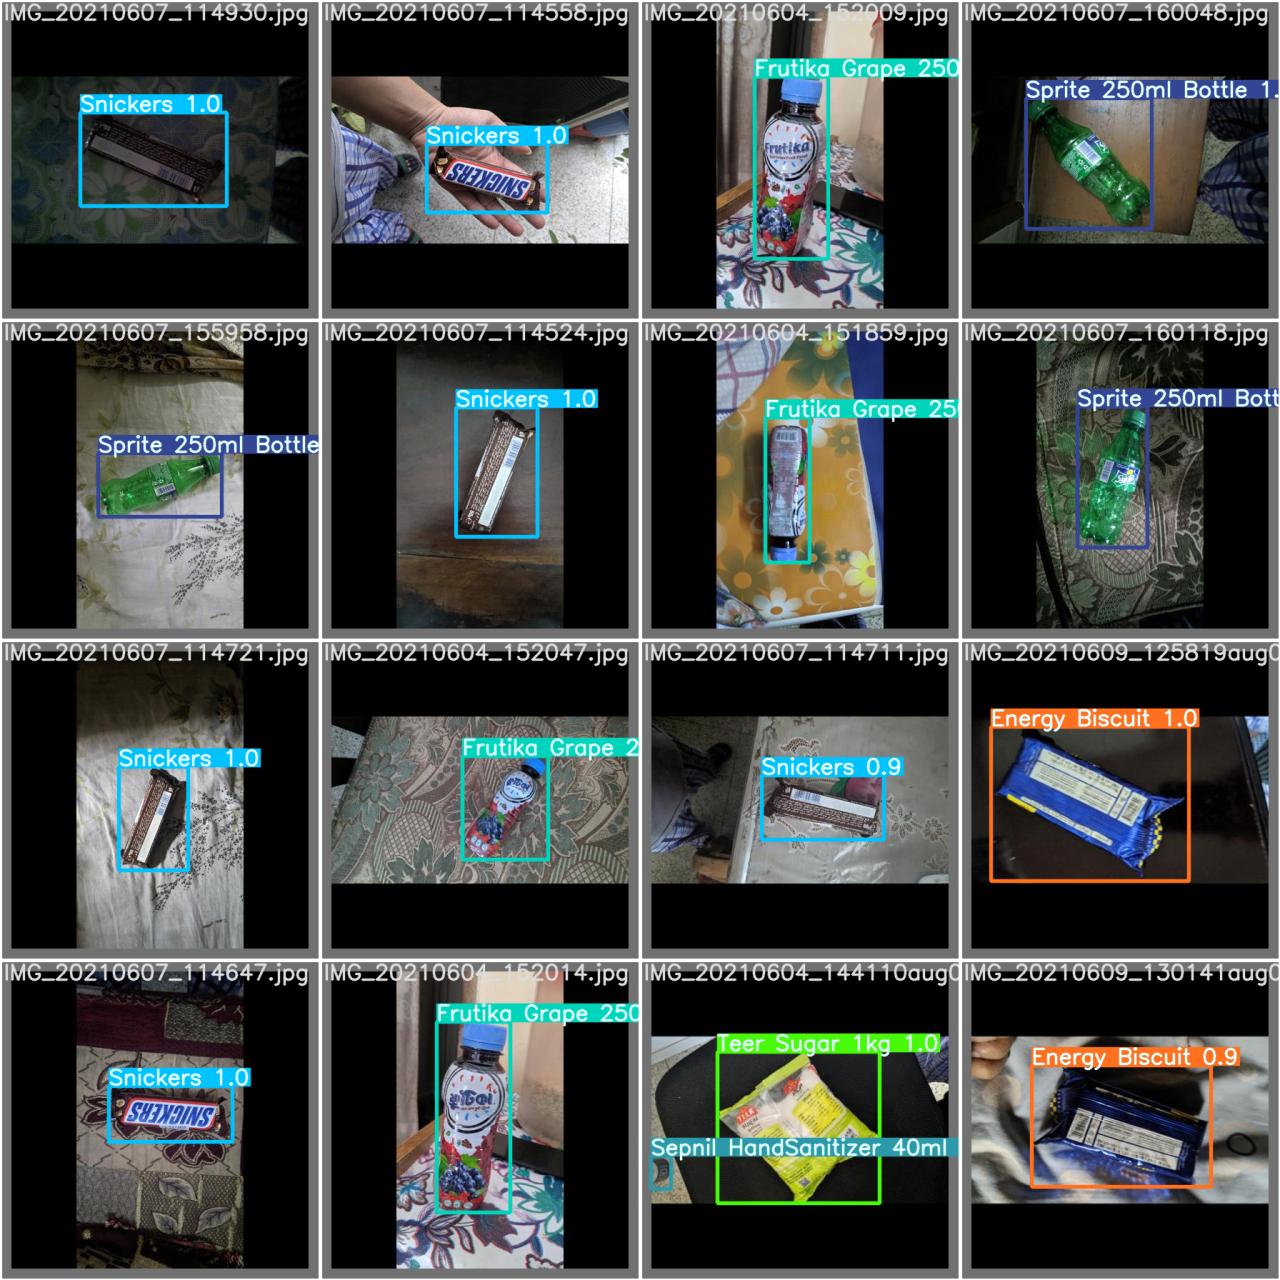 IMG_20210607_114930.jpg
Snickers 1.0
IMG_20210607_114558.jpg
Snickers 1.0
SNICKERS
IMG_20210604_152009.jpg
Frutika Grape 250
Frutika
IMG_20210607_160048.jpg
Sprite 250ml Bottle 1.
IMG_20210607_155958.jpg
Sprite 250ml Bottle
IMG_20210607_114524.jpg
Snickers 1.0
IMG_20210604_151859.jpg
Frutika Grape 25
IMG_20210607_160118.jpg
Sprite 250ml Bott
IMG_20210607_114721.jpg
Snickers 1.0
IMG_20210604_152047.jpg
Frutika Grape 2
IMG_20210607_114711.jpg
Snickers 0.9
IMG_20210609_125819aug0
Energy Biscuit 1.0
IMG_20210607_114647.jpg
Snickers 1.0
SNICKERS
IMG_20210604_152014.jpg
Frutika Grape 250
IMG_20210604_144110aug0
Teer Sugar 1kg 1.0
Sepnil HandSanitizer 40ml
IMG_20210609_130141aug0
Energy Biscuit 0.9